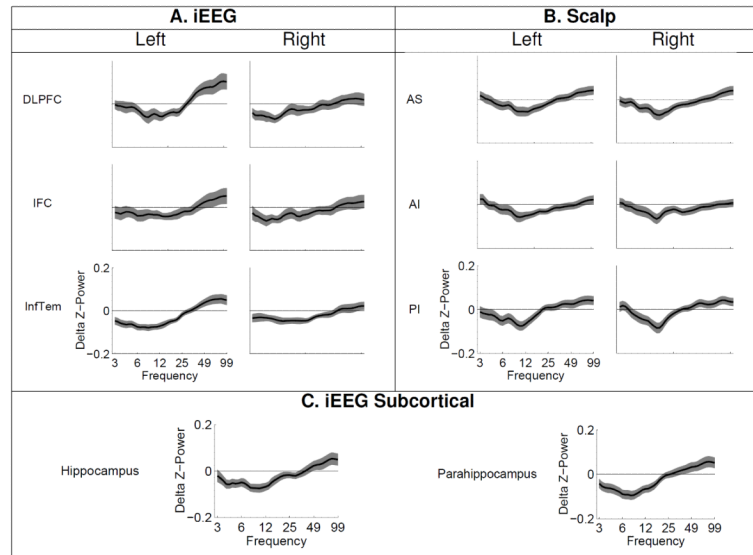 A. iEEG
B. Scalp
Left Right
Left Right
DLPFC
AS
IFC
AI
InfTem
Delta Z-Power
0.2
0
−0.2
3 6 12 25 49 99
Frequency
PI
Delta Z-Power
0.2
0
−0.2
3 6 12 25 49 99
Frequency
C. iEEG Subcortical
Hippocampus
Delta Z-Power
0.2
0
−0.2
3 6 12 25 49 99
Parahippocampus
Delta Z-Power
0.2
0
−0.2
3 6 12 25 49 99